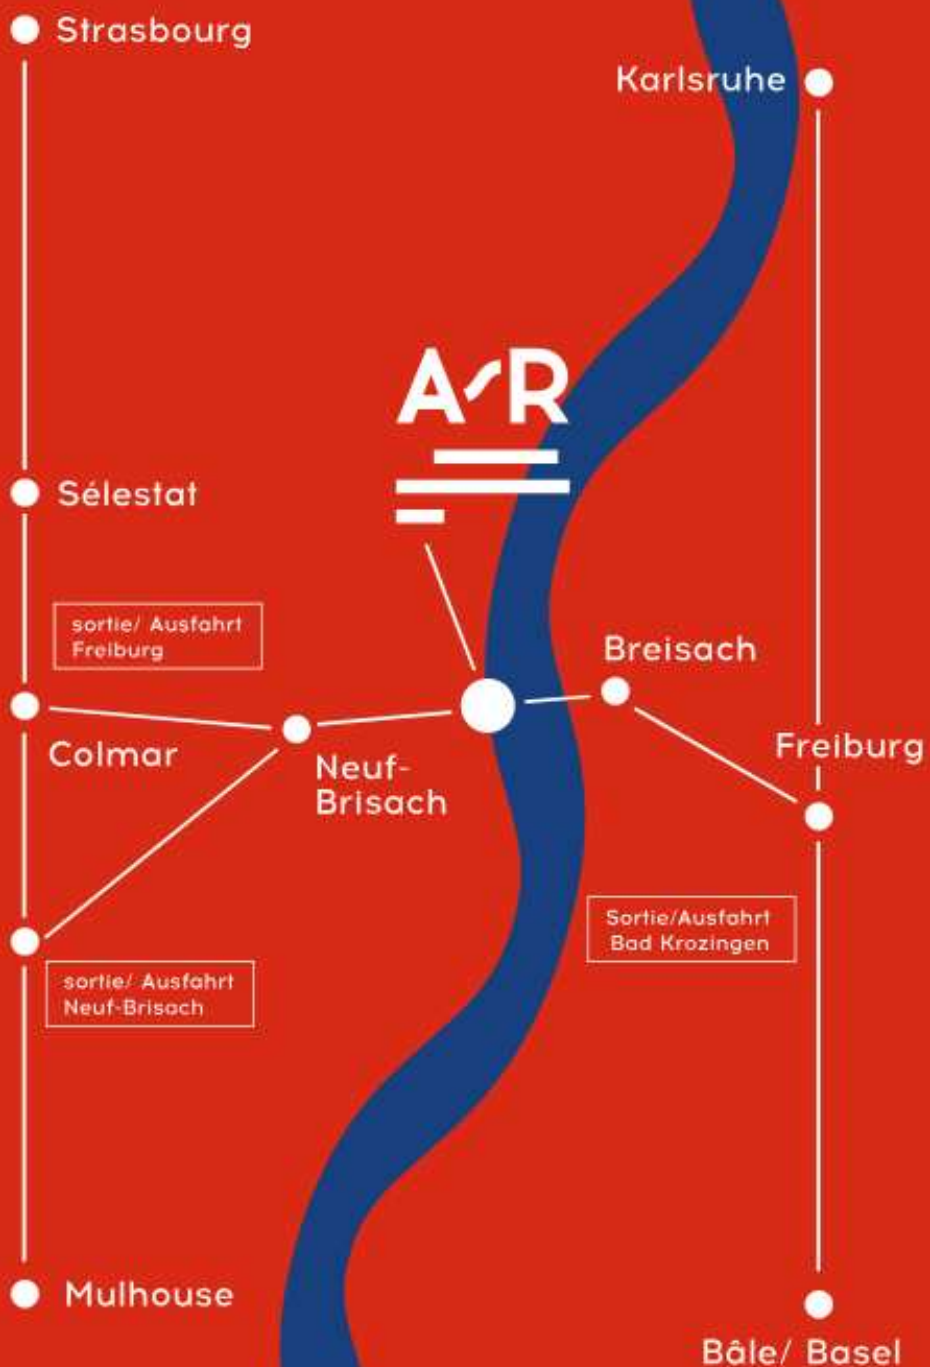 Strasbourg
Karlsruhe
A R
Sélestat
sortie/ Ausfahrt
Freiburg
Breisach
Colmar
Freiburg
Neuf-
Brisach
Sortie/Ausfahrt
Bad Krozingen
sortie/ Ausfahrt
Neuf-Brisach
Mulhouse
Bâle/ Basel